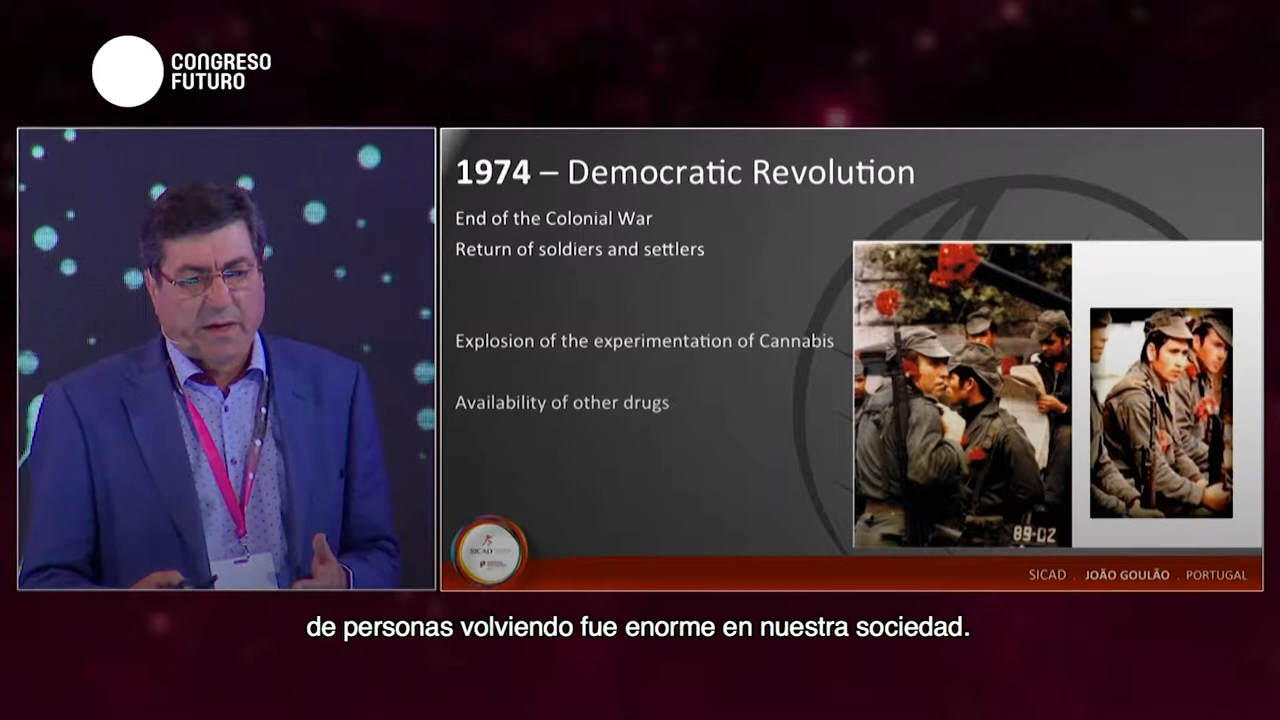 CONGRESO
FUTURO
1974 – Democratic Revolution
End of the Colonial War
Return of soldiers and settlers
Explosion of the experimentation of Cannabis
Availability of other drugs
89-02
SICAD
SICAD . JOÃO GOULÃO . PORTUGAL
de personas volviendo fue enorme en nuestra sociedad.